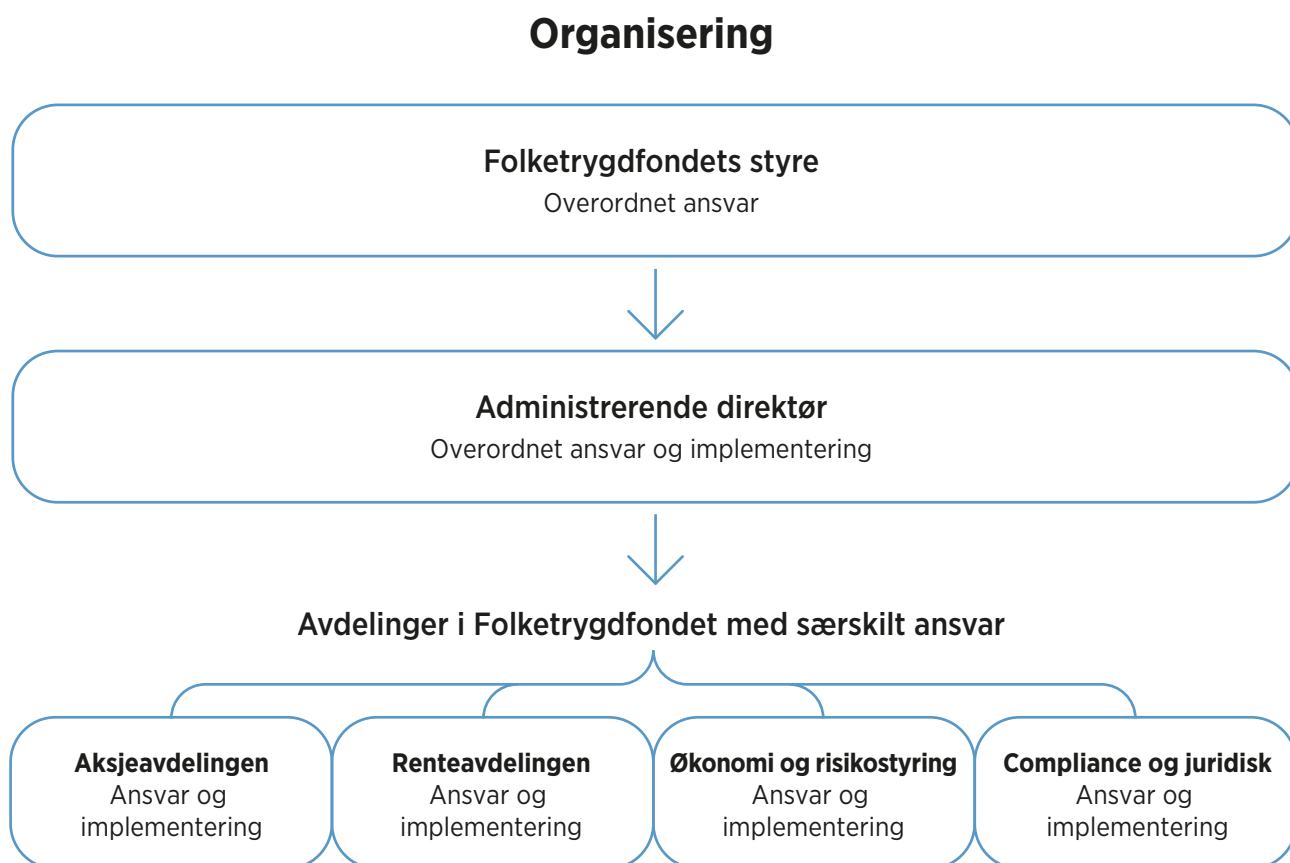 Organisering
Folketrygdfondets styre
Overordnet ansvar
Administrerende direktør
Overordnet ansvar og implementering
Avdelinger i Folketrygdfondet med særskilt ansvar
Aksjeavdelingen
Ansvar og
implementering
Renteavdelingen
Ansvar og
implementering
Økonomi og risikostyring
Ansvar og
implementering
Compliance og juridisk
Ansvar og
implementering